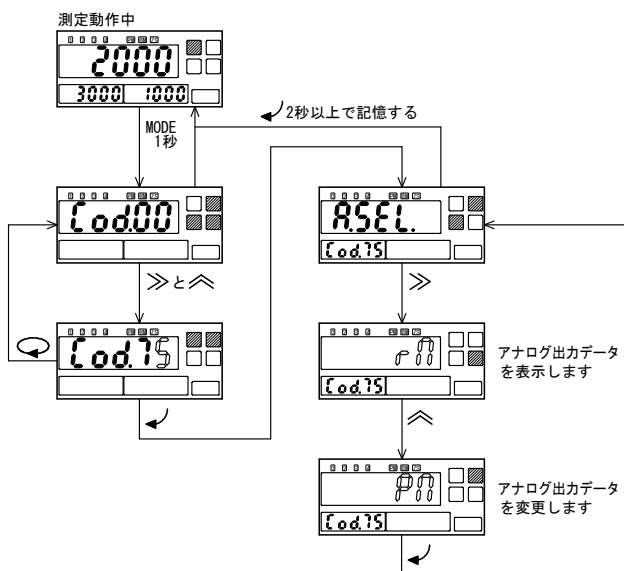 測定動作中
2000
3000 1000
MODE
1秒
2秒以上で記憶する
Cod.00
A.SEL.
Cod.75
≫と︽
≫
Cod.75
rM
Cod.75
アナログ出力データ
を表示します
︽
PM
Cod.75
アナログ出力データ
を変更します